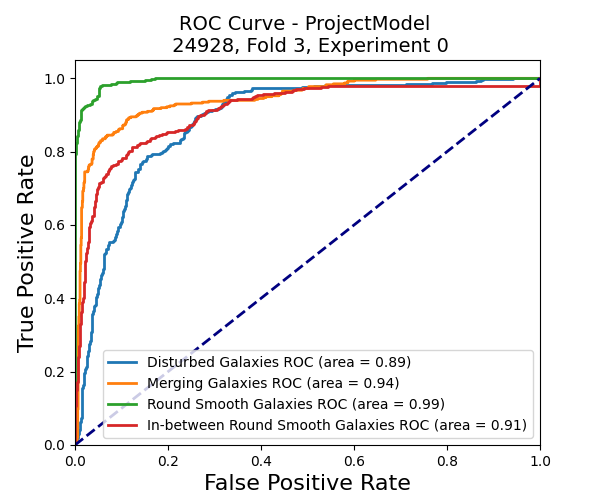 ROC Curve - ProjectModel
24928, Fold 3, Experiment 0
True Positive Rate
1.0
0.8
0.6
0.4
0.2
0.0
Disturbed Galaxies ROC (area = 0.89)
Merging Galaxies ROC (area = 0.94)
Round Smooth Galaxies ROC (area = 0.99)
In-between Round Smooth Galaxies ROC (area = 0.91)
0.0 0.2 0.4 0.6 0.8 1.0
False Positive Rate